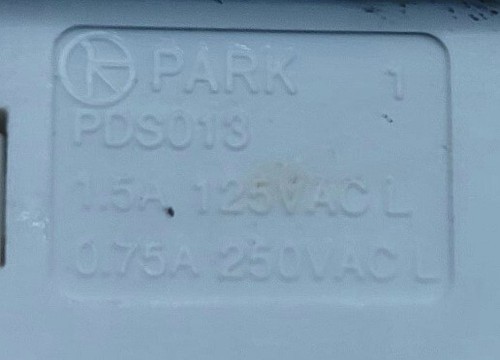 PARK 1
PDS013
1.5A 125VAC L
0.75A 250VAC L